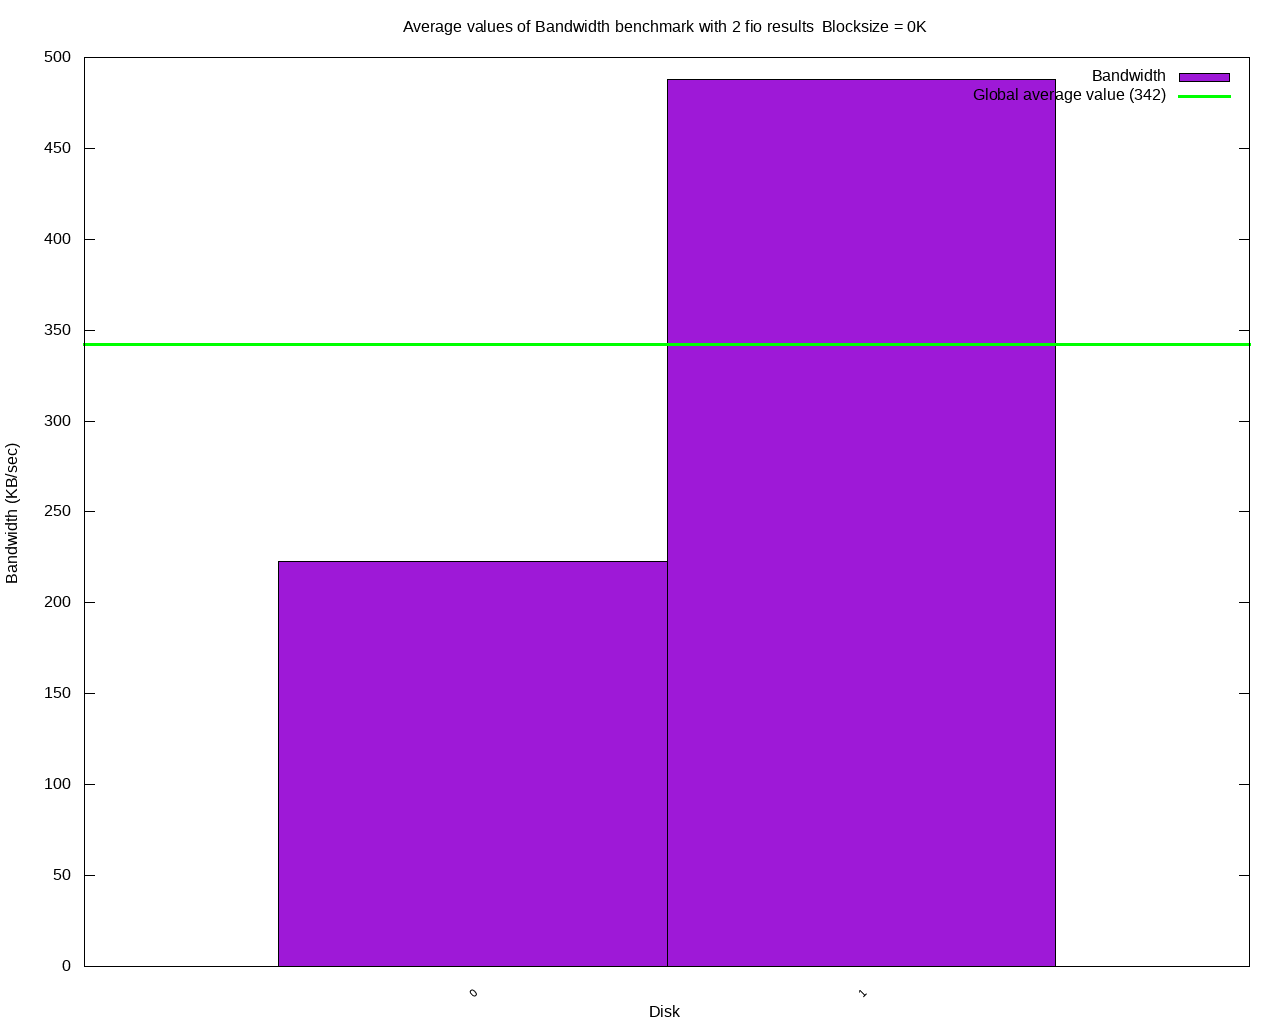 Average values of Bandwidth benchmark with 2 fio results  Blocksize = 0K
500
450
400
350
300
250
200
150
100
50
0
Bandwidth (KB/sec)
Bandwidth
Global average value (342)
0
1
Disk